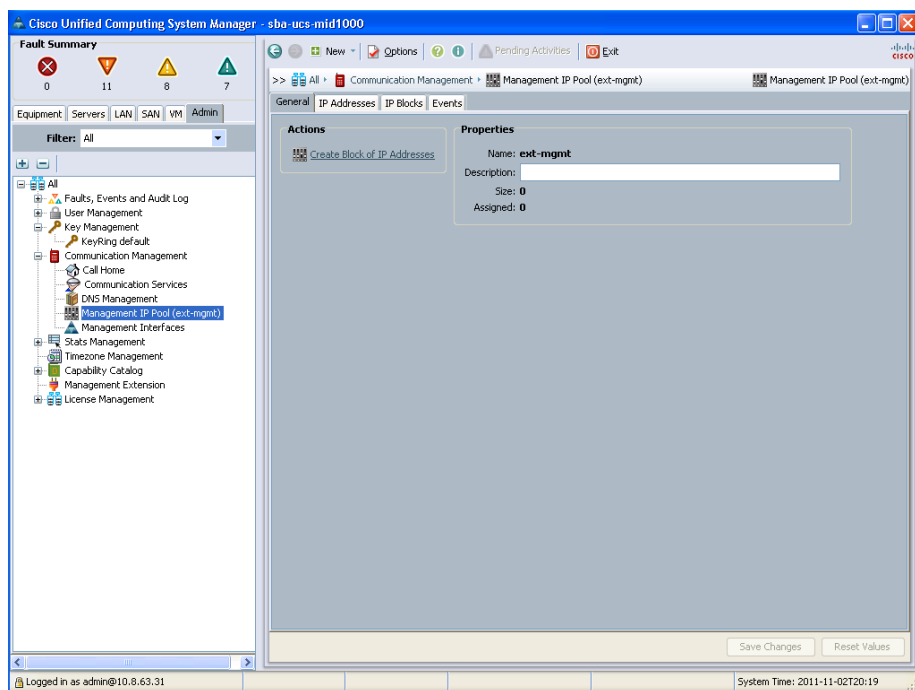 Cisco Unified Computing System Manager - sba-ucs-mid1000
Fault Summary
0 11 8 7
New Options Pending Activities Exit
CISCO
>> All Communication Management Management IP Pool (ext-mgmt) Management IP Pool (ext-mgmt)
Equipment Servers LAN SAN VM Admin
Filter: All
All
Faults, Events and Audit Log
User Management
Key Management
KeyRing default
Communication Management
Call Home
Communication Services
DNS Management
Management IP Pool (ext-mgmt)
Management Interfaces
Stats Management
Timezone Management
Capability Catalog
Management Extension
License Management
General IP Addresses IP Blocks Events
Actions
Create Block of IP Addresses
Properties
Name: ext-mgmt
Description:
Size: 0
Assigned: 0
Save Changes Reset Values
Logged in as admin@10.8.63.31
System Time: 2011-11-02T20:19